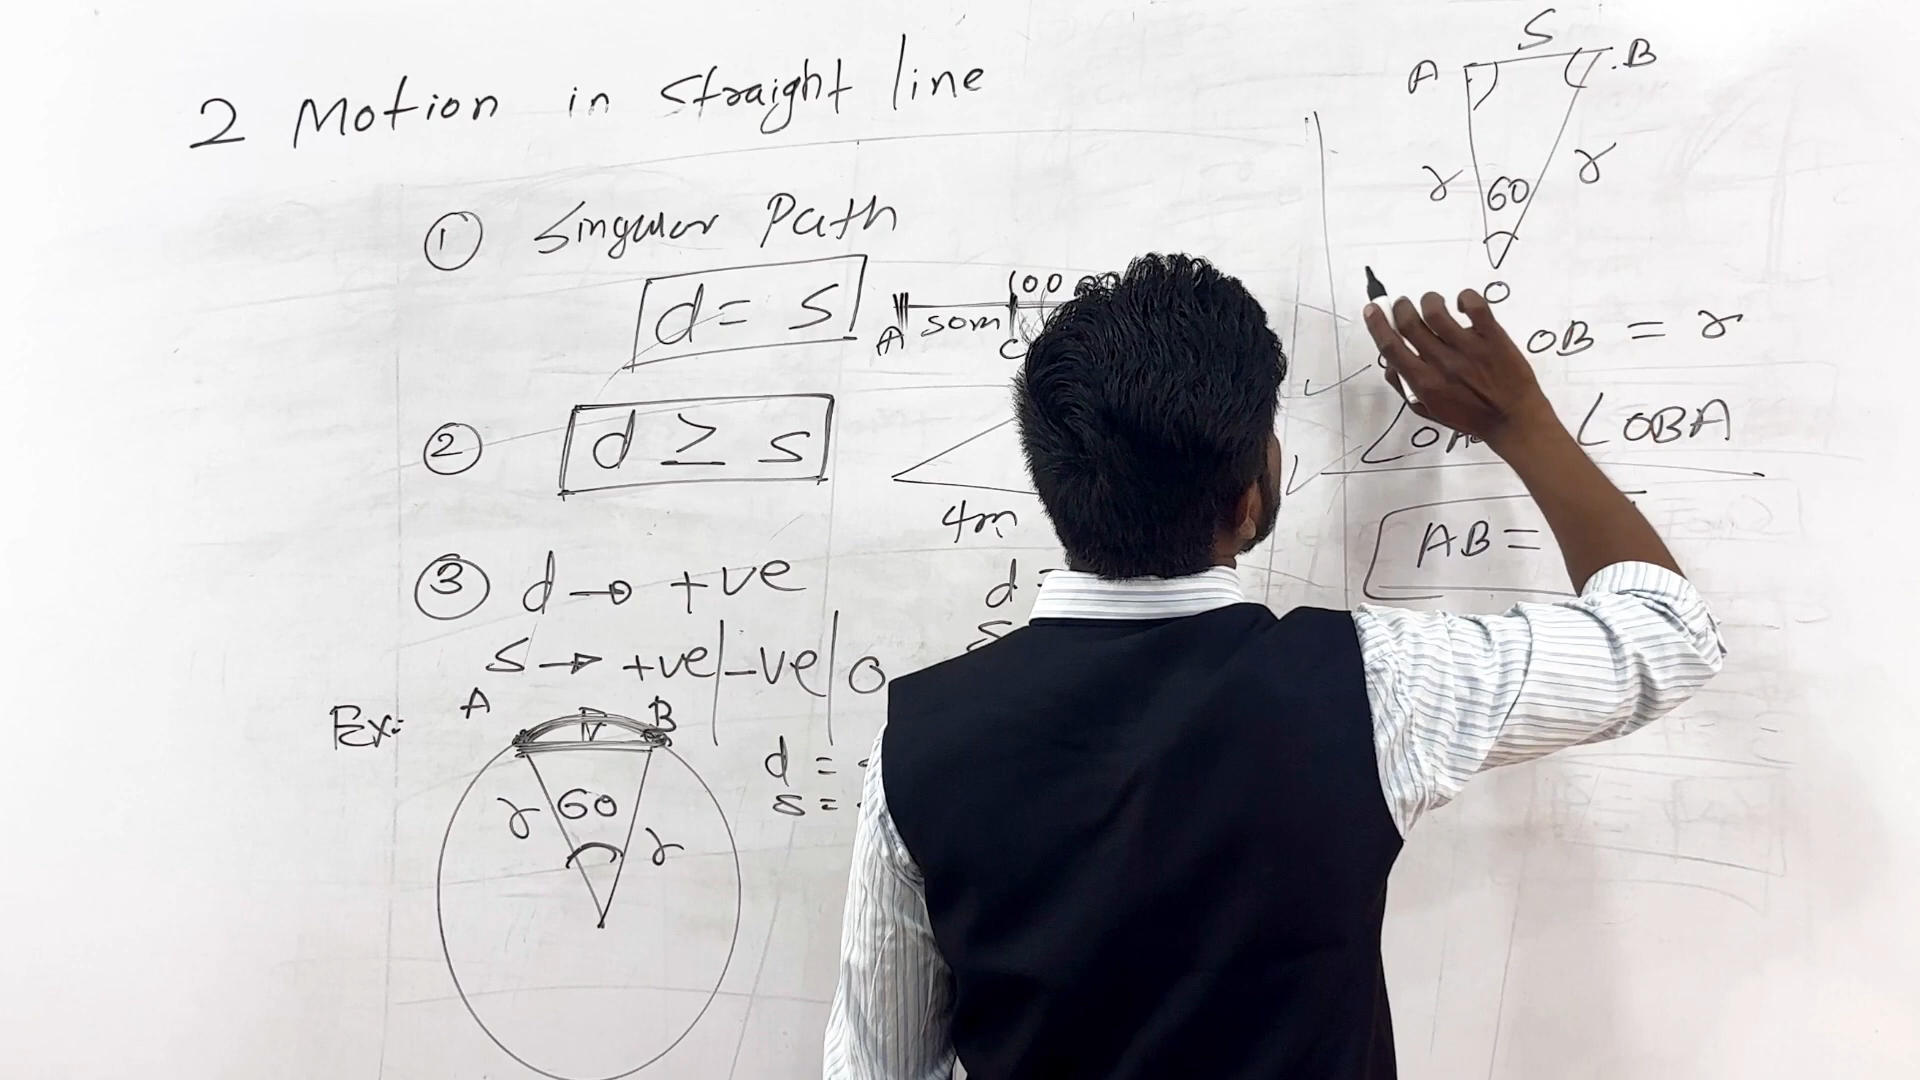 2 Motion in straight line
① Singular Path
d = S
100
A 50m C
② d ≥ s
4m
③ d → +ve
d =
S → +ve | -ve | 0
S
Ex:
A B
d =
s =
r 60 r
S
A B
r 60 r
O
OB = r
∠OA ∠OBA
AB =